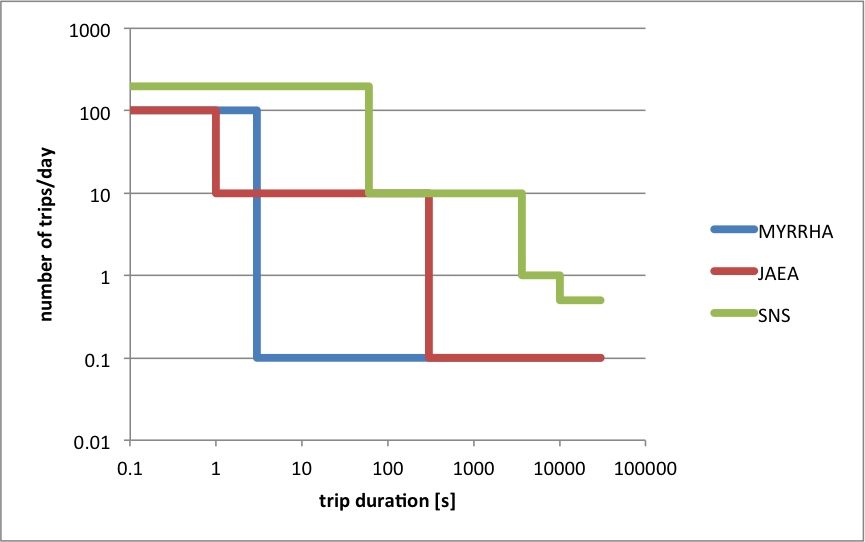 1000
100
10
1
0.1
0.01
number of trips/day
0.1 1 10 100 1000 10000 100000
trip duration [s]
MYRRHA
JAEA
SNS